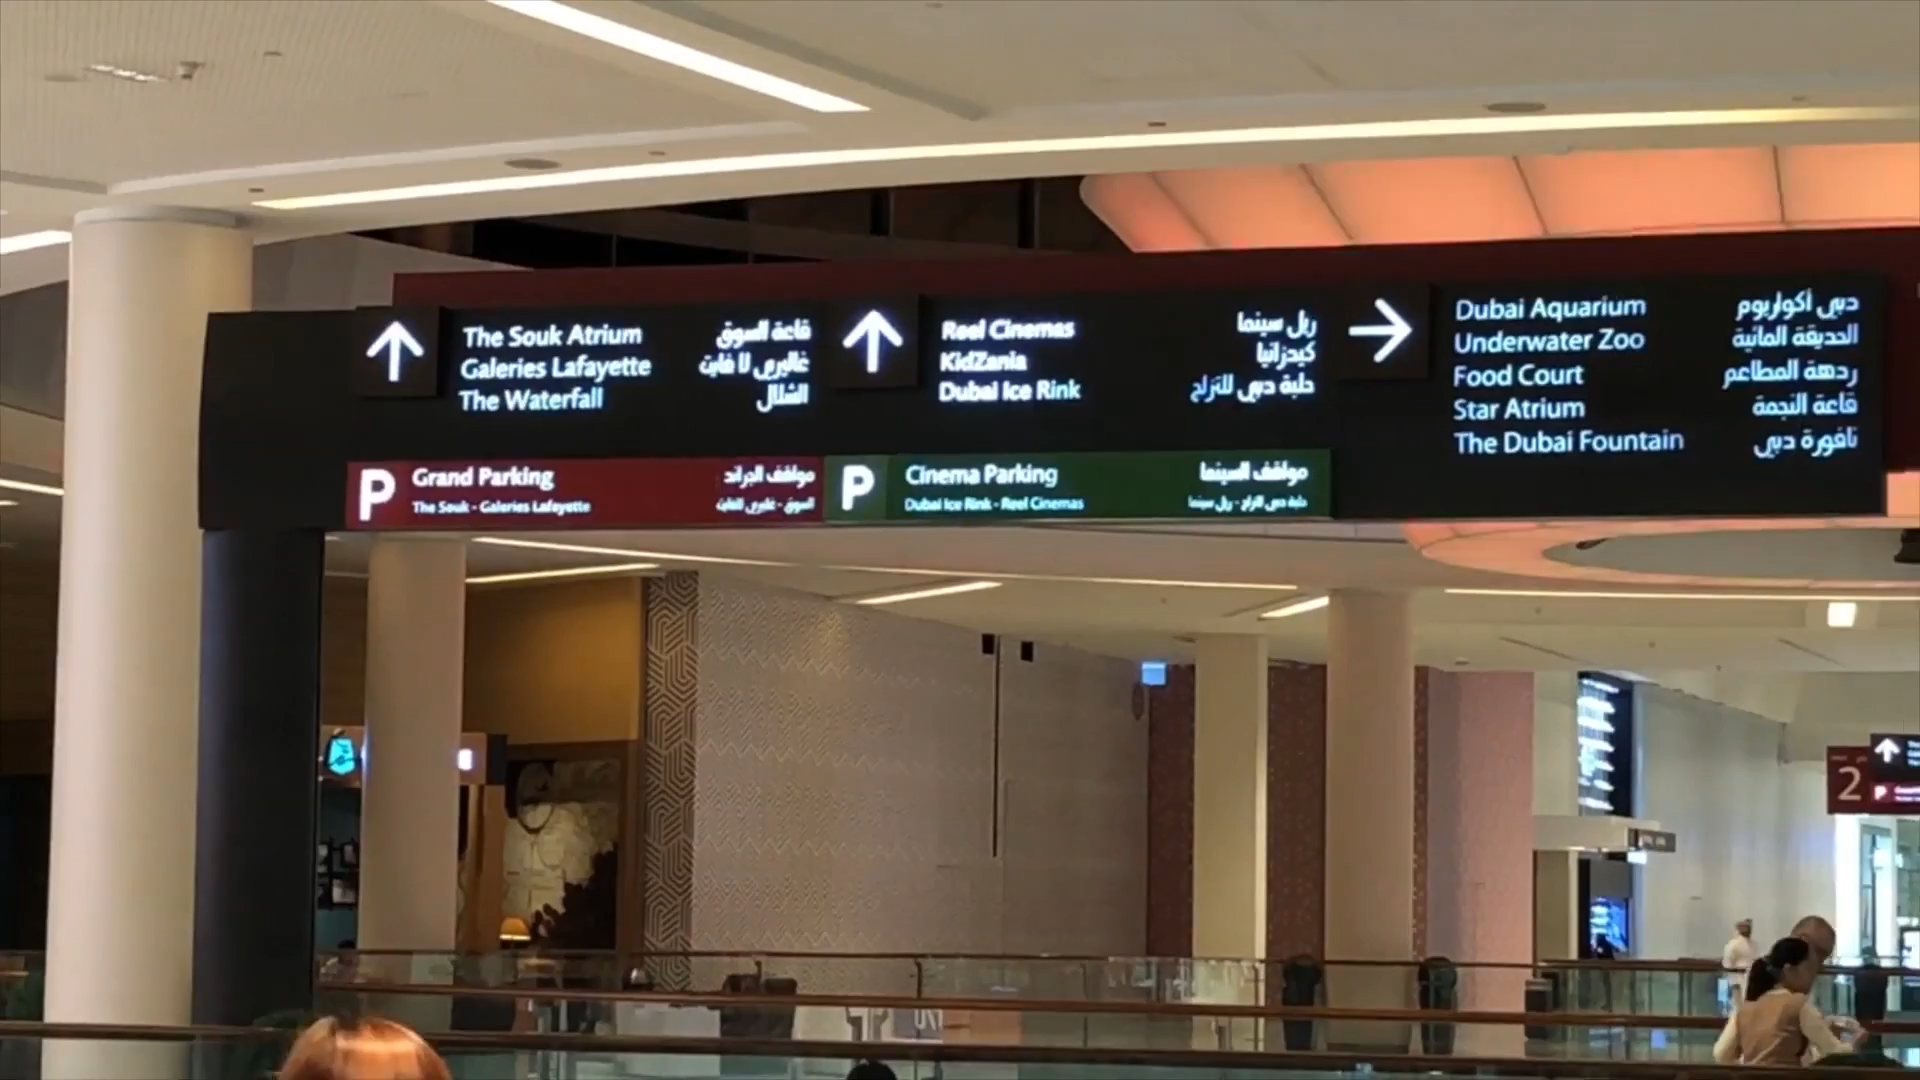 The Souk Atrium
Galeries Lafayette
The Waterfall
قاعة السوق
غاليري لا فاييت
الشلال
P
Grand Parking
The Souk - Galeries Lafayette
مواقف الجراند
السوق - غاليري لافاييت
Reel Cinemas
KidZania
Dubai Ice Rink
ريل سينما
كيدزانيا
حلبة دبي للتزلج
P
Cinema Parking
Dubai Ice Rink - Reel Cinemas
مواقف السينما
حلبة دبي للتزلج - ريل سينما
Dubai Aquarium
Underwater Zoo
Food Court
Star Atrium
The Dubai Fountain
دبي أكواريوم
الحديقة المائية
ردهة المطاعم
قاعة النجمة
نافورة دبي
2
P